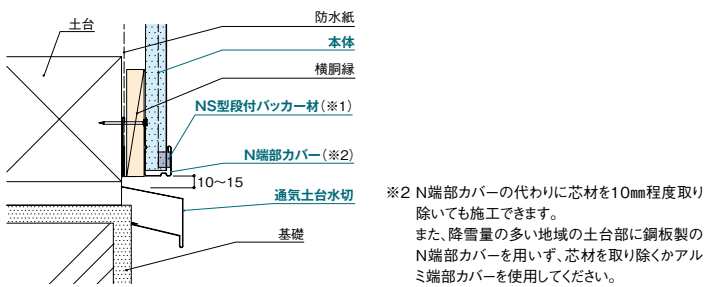 土台
防水紙
本体
横胴縁
NS型段付バッカー材(※1)
N端部カバー(※2)
10〜15
通気土台水切
基礎
※2 N端部カバーの代わりに芯材を10㎜程度取り
除いても施工できます。
また、降雪量の多い地域の土台部に鋼板製の
N端部カバーを用いず、芯材を取り除くかアル
ミ端部カバーを使用してください。